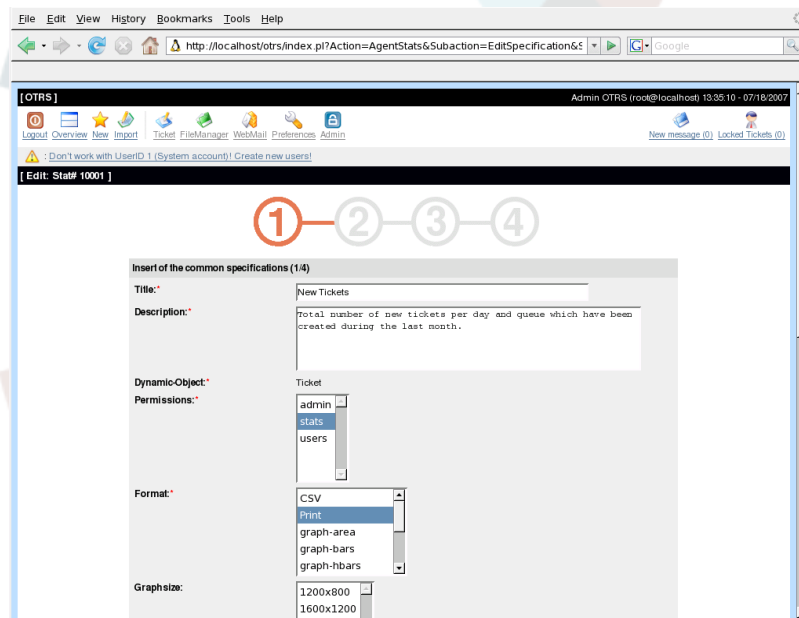 File Edit View History Bookmarks Tools Help
http://localhost/otrs/index.pl?Action=AgentStats&Subaction=EditSpecification&S
G Google
[ OTRS ] Admin OTRS (root@localhost) 13:35:10 - 07/18/2007
Logout Overview New Import Ticket FileManager WebMail Preferences Admin New message (0) Locked Tickets (0)
: Don't work with UserID 1 (System account)! Create new users!
[ Edit: Stat# 10001 ]
1 2 3 4
Insert of the common specifications (1/4)
Title:* New Tickets
Description:* Total number of new tickets per day and queue which have been
created during the last month.
Dynamic-Object:* Ticket
Permissions:* admin
stats
users
Format:* CSV
Print
graph-area
graph-bars
graph-hbars
Graphsize: 1200x800
1600x1200